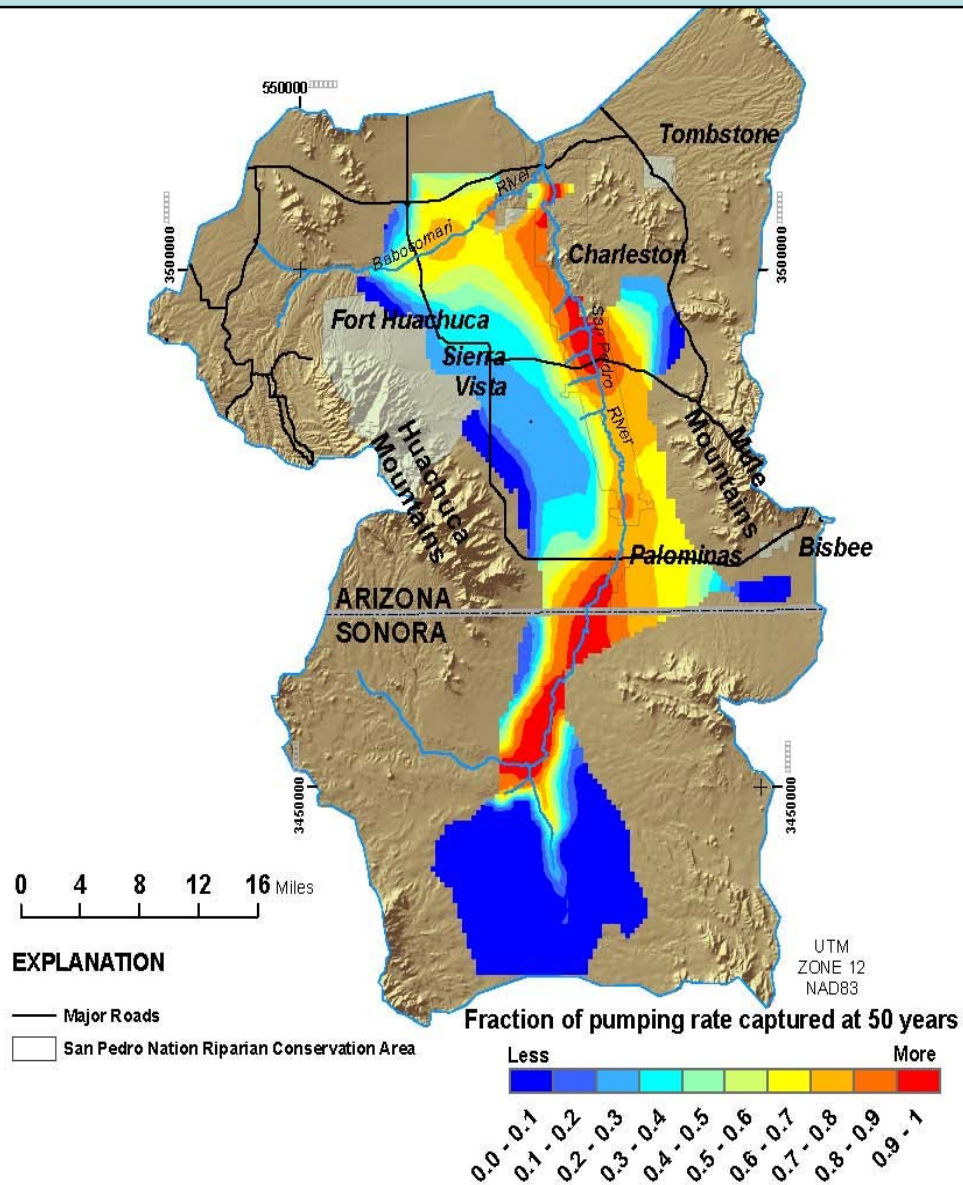 550000
Tombstone
River
Babocomari
3500000
3500000
Charleston
Fort Huachuca
San Pedro
Sierra
Vista
River
Huachuca
Mountains
Mule
Mountains
Palominas
Bisbee
ARIZONA
SONORA
3450000
3450000
0 4 8 12 16 Miles
EXPLANATION
UTM
ZONE 12
NAD83
Major Roads
San Pedro Nation Riparian Conservation Area
Fraction of pumping rate captured at 50 years
Less More
0.0 - 0.1 0.1 - 0.2 0.2 - 0.3 0.3 - 0.4 0.4 - 0.5 0.5 - 0.6 0.6 - 0.7 0.7 - 0.8 0.8 - 0.9 0.9 - 1